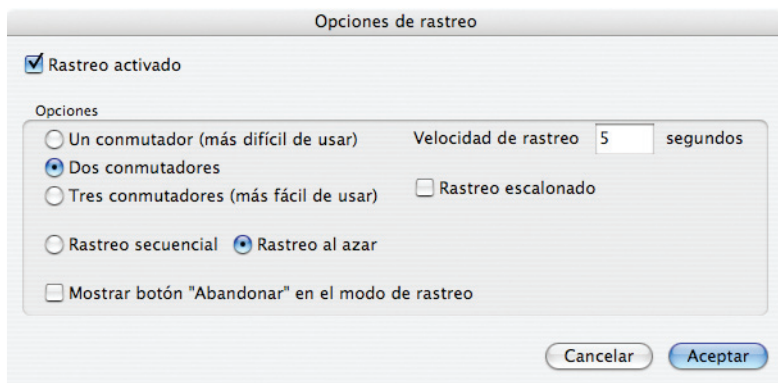 Opciones de rastreo
Rastreo activado
Opciones
Un conmutador (más difícil de usar)
Velocidad de rastreo 5 segundos
Dos conmutadores
Rastreo escalonado
Tres conmutadores (más fácil de usar)
Rastreo secuencial Rastreo al azar
Mostrar botón "Abandonar" en el modo de rastreo
Cancelar Aceptar